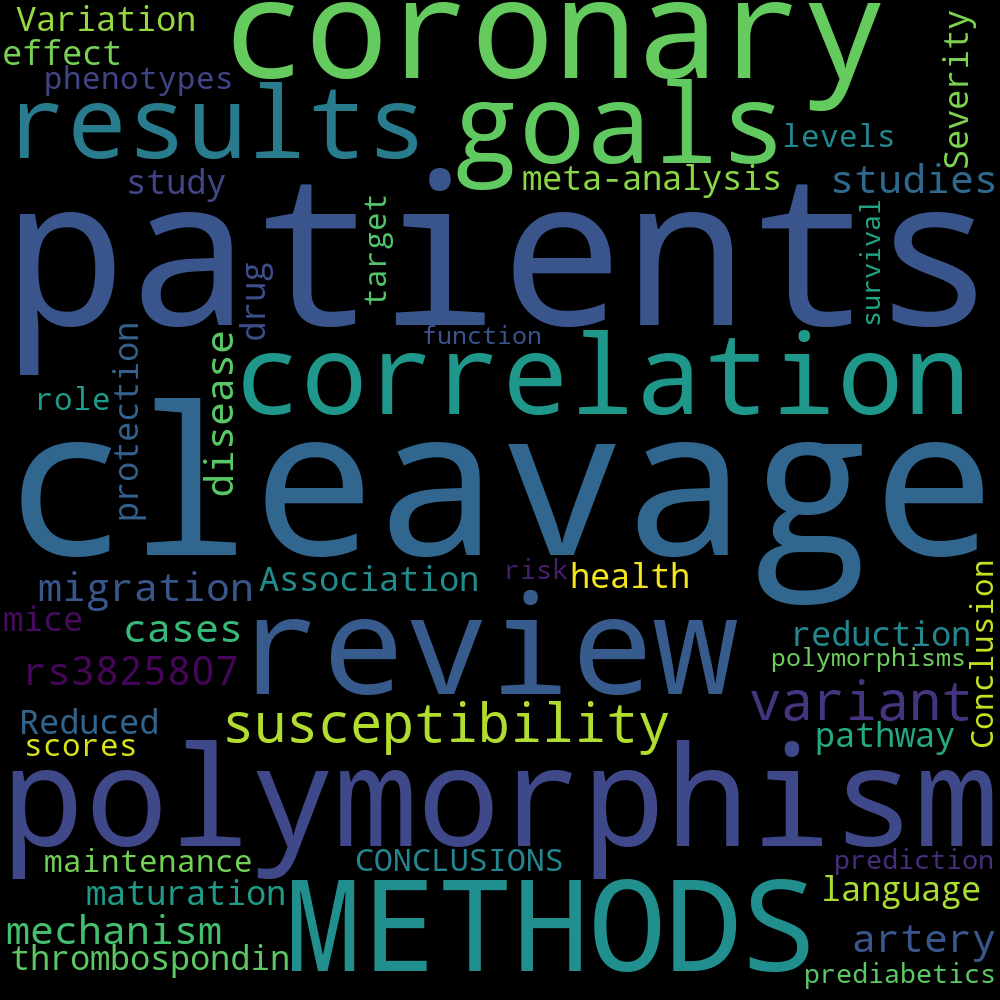 Variation
coronary
Severity
effect
phenotypes
results
goals
levels
study
meta-analysis
studies
patients
target
survival
drug
function
protection
disease
correlation
role
cleavage
migration
Association
risk
health
Conclusion
mice
cases
review
reduction
rs3825807
polymorphisms
variant
Reduced
susceptibility
pathway
scores
polymorphism
maintenance
CONCLUSIONS
prediction
maturation
METHODS
language
mechanism
artery
thrombospondin
prediabetics